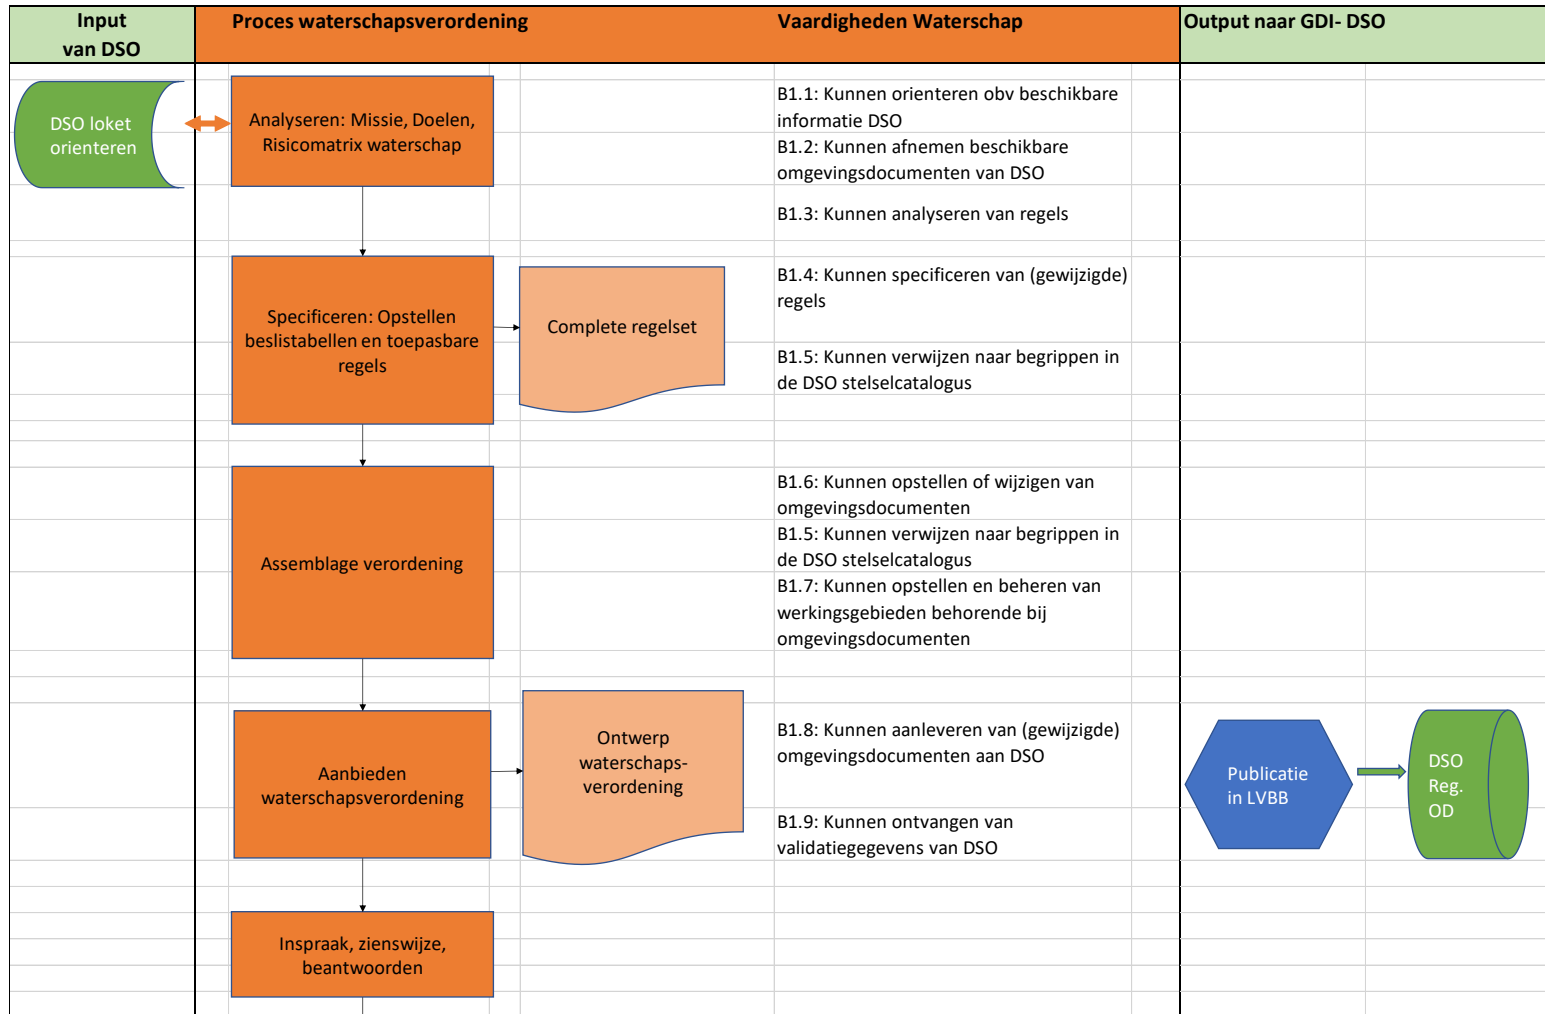 Input
van DSO
Proces waterschapsverordening
Vaardigheden Waterschap
Output naar GDI- DSO
DSO loket
orienteren
Analyseren: Missie, Doelen,
Risicomatrix waterschap
B1.1: Kunnen orienteren obv beschikbare
informatie DSO
B1.2: Kunnen afnemen beschikbare
omgevingsdocumenten van DSO
B1.3: Kunnen analyseren van regels
Specificeren: Opstellen
beslistabellen en toepasbare
regels
Complete regelset
B1.4: Kunnen specificeren van (gewijzigde)
regels
B1.5: Kunnen verwijzen naar begrippen in
de DSO stelselcatalogus
Assemblage verordening
B1.6: Kunnen opstellen of wijzigen van
omgevingsdocumenten
B1.5: Kunnen verwijzen naar begrippen in
de DSO stelselcatalogus
B1.7: Kunnen opstellen en beheren van
werkingsgebieden behorende bij
omgevingsdocumenten
Aanbieden
waterschapsverordening
Ontwerp
waterschaps-
verordening
B1.8: Kunnen aanleveren van (gewijzigde)
omgevingsdocumenten aan DSO
B1.9: Kunnen ontvangen van
validatiegegevens van DSO
Publicatie
in LVBB
DSO
Reg.
OD
Inspraak, zienswijze,
beantwoorden